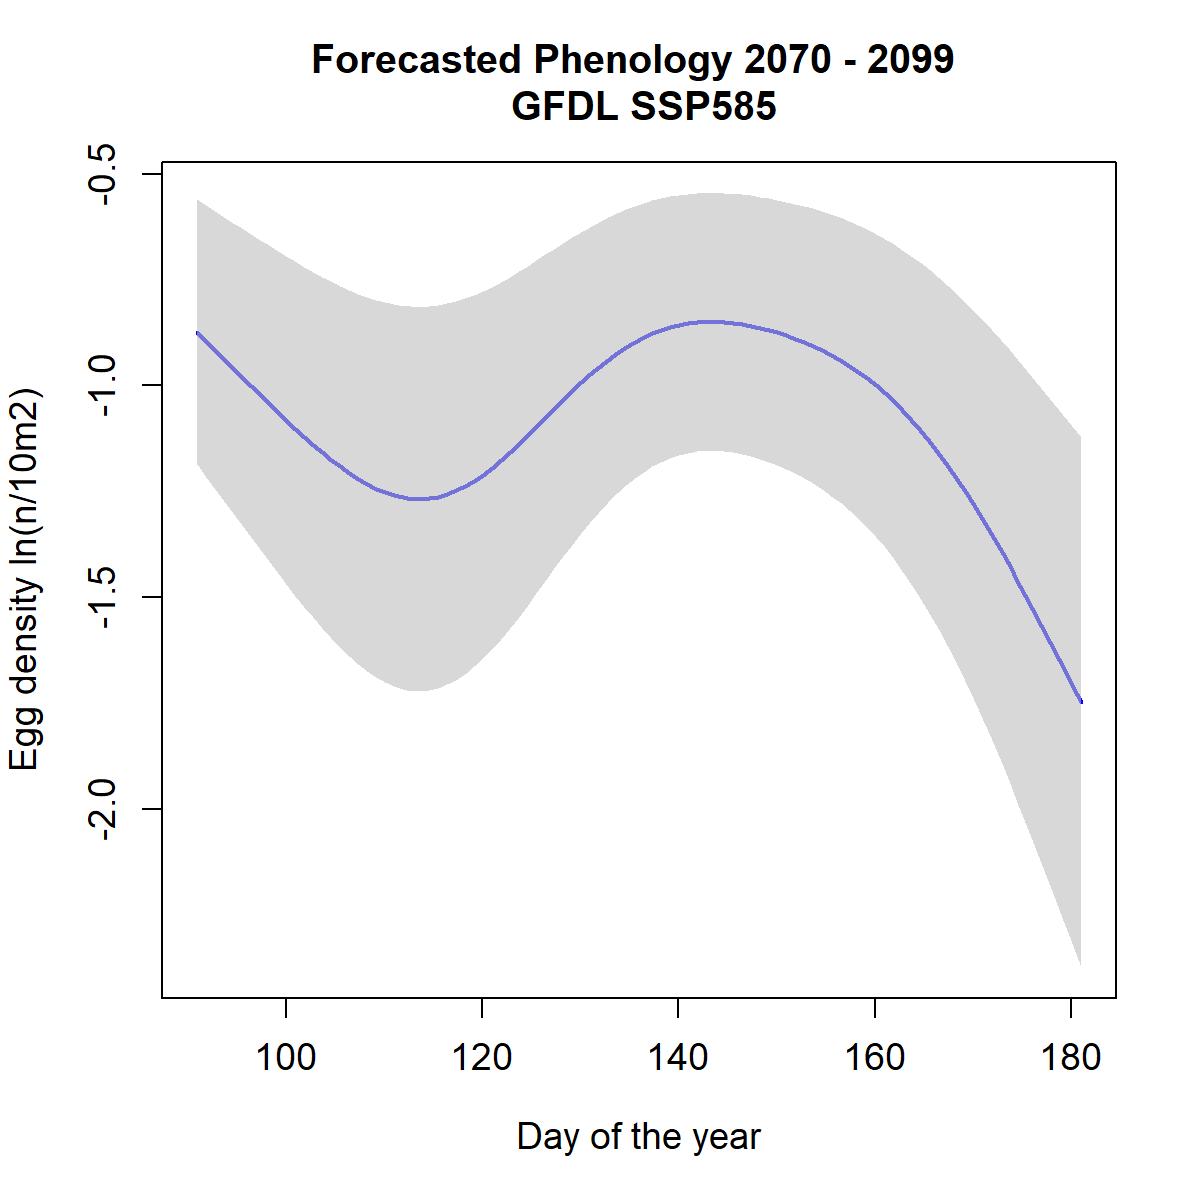 Forecasted Phenology 2070 - 2099
GFDL SSP585
Egg density ln(n/10m2)
-0.5
-1.0
-1.5
-2.0
100 120 140 160 180
Day of the year